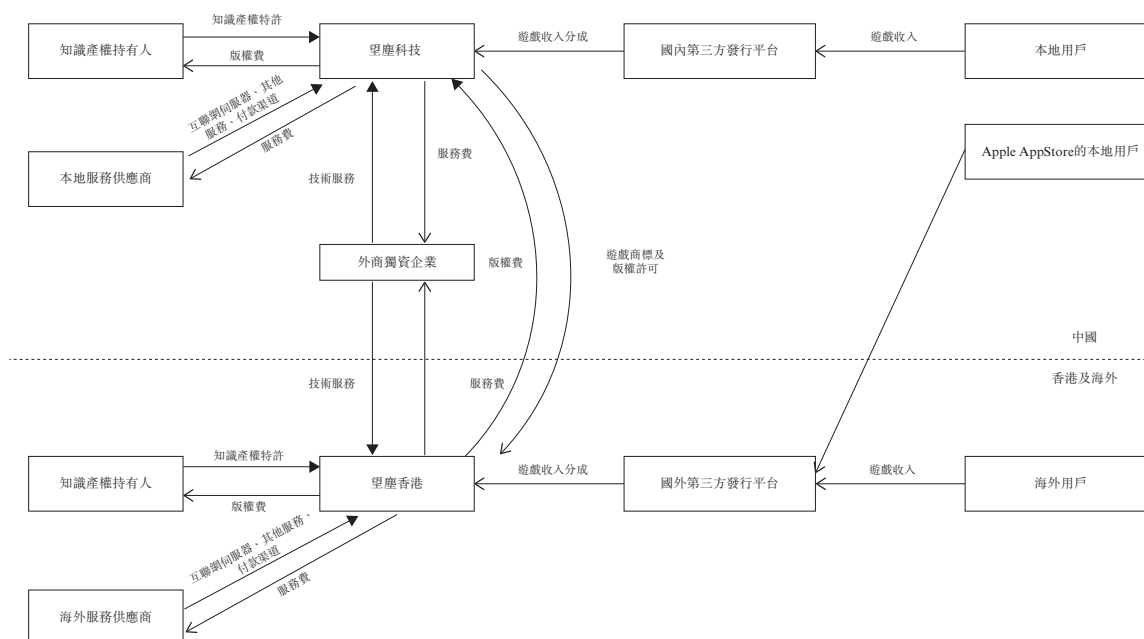 知識產權持有人
知識產權特許
版權費
望塵科技
遊戲收入分成
國內第三方發行平台
遊戲收入
本地用戶
互聯網伺服器、其他
服務、付款渠道
服務費
本地服務供應商
技術服務
服務費
Apple AppStore的本地用戶
外商獨資企業
版權費
遊戲商標及
版權許可
中國
香港及海外
技術服務
服務費
知識產權持有人
知識產權特許
版權費
望塵香港
遊戲收入分成
國外第三方發行平台
遊戲收入
海外用戶
互聯網伺服器、其他服務、
付款渠道
服務費
海外服務供應商